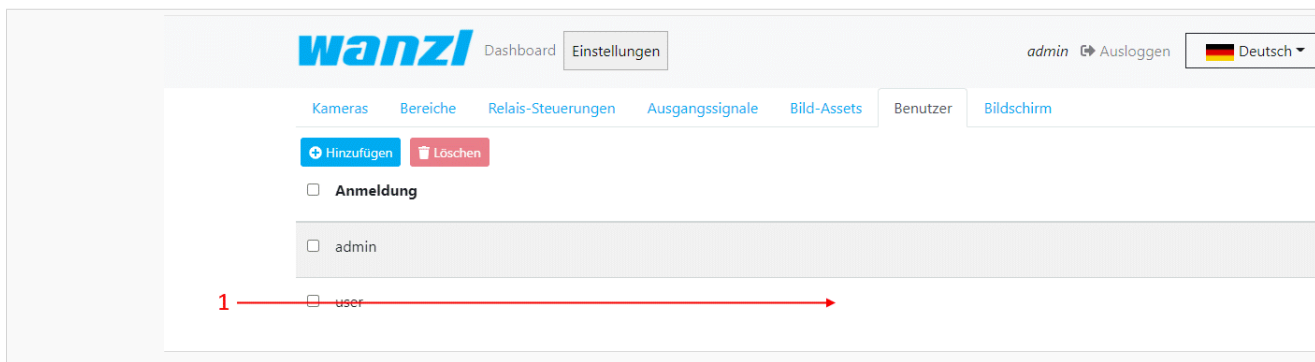 wanzl Dashboard Einstellungen admin Ausloggen Deutsch
Kameras Bereiche Relais-Steuerungen Ausgangssignale Bild-Assets Benutzer Bildschirm
Hinzufügen Löschen
Anmeldung
admin
1 user